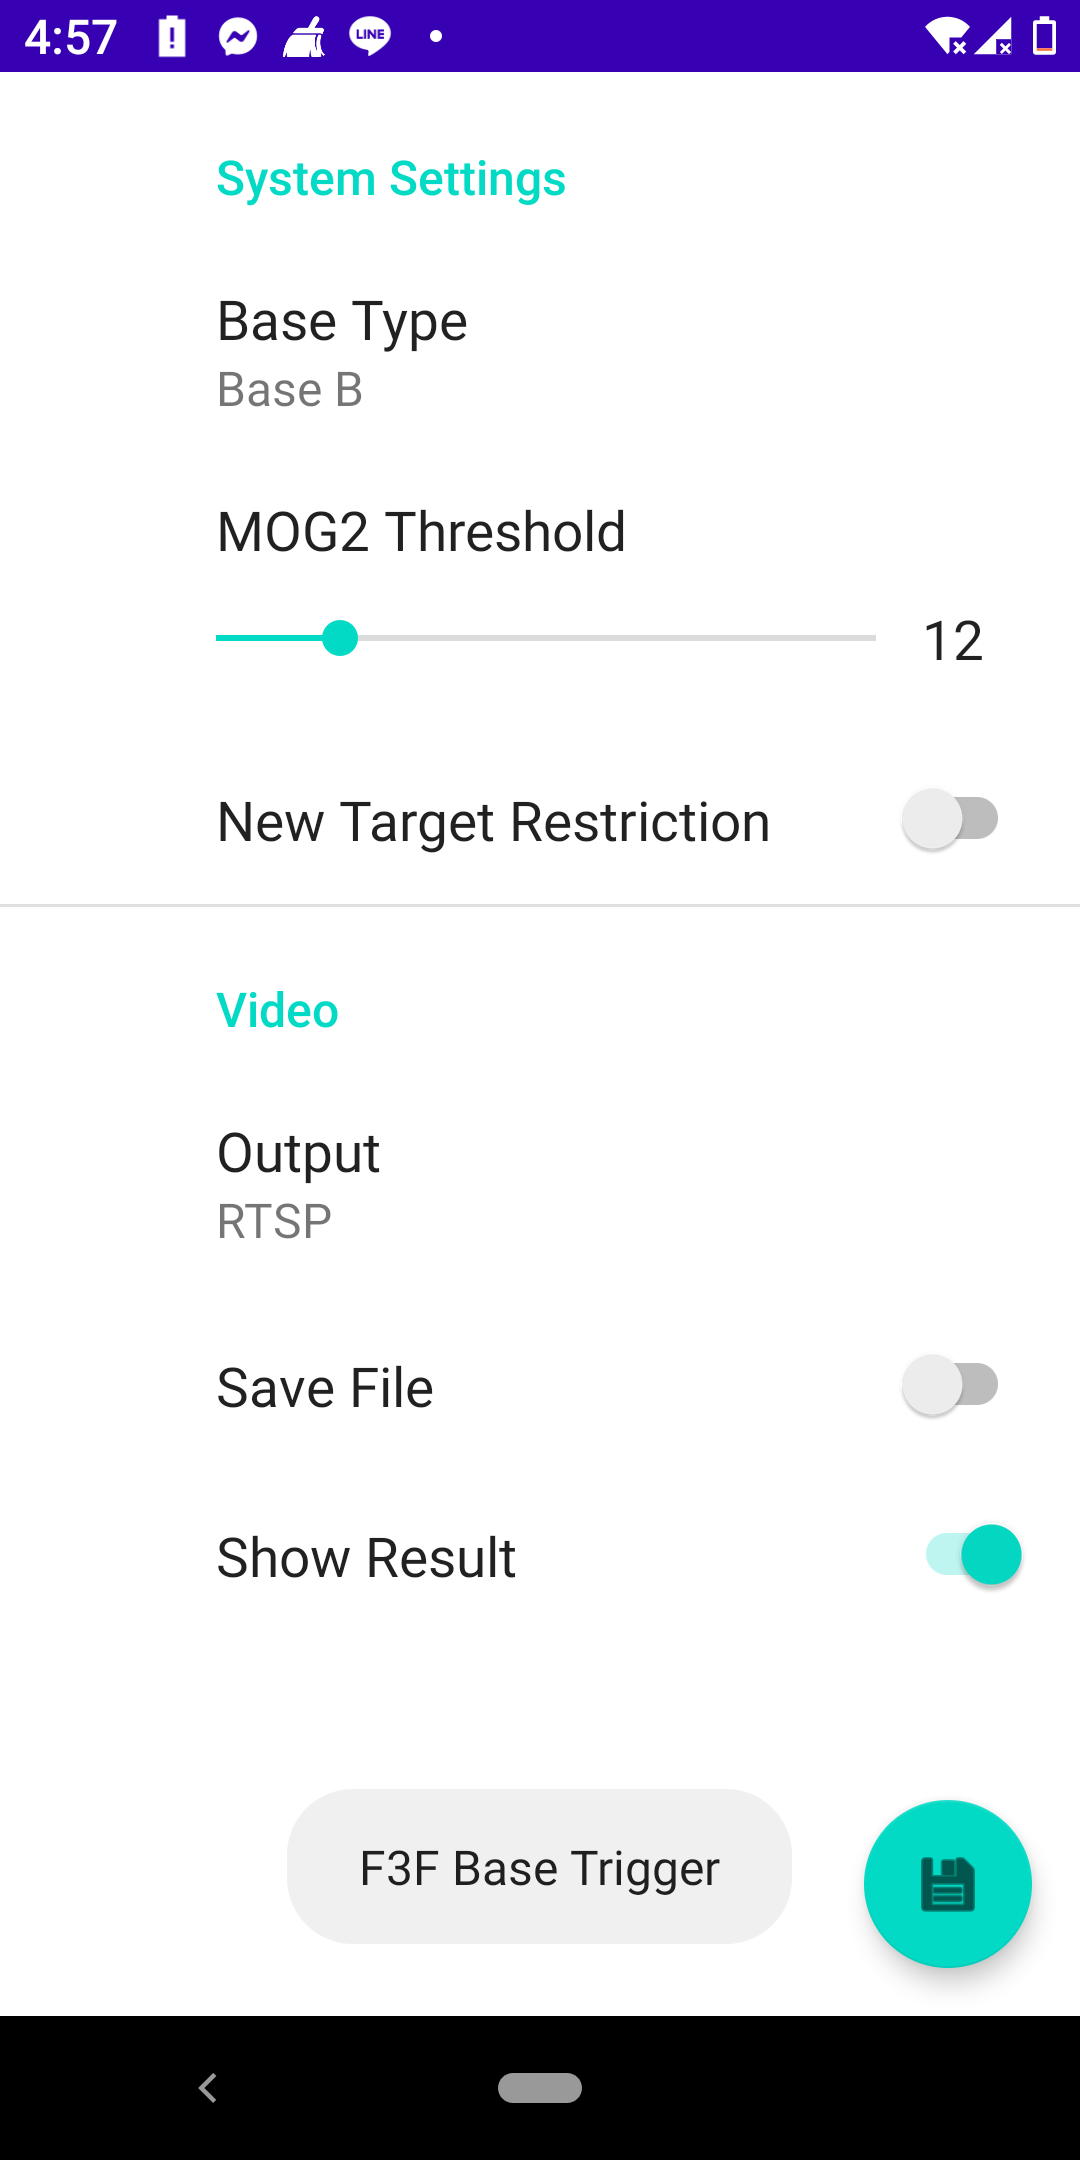 4:57
LINE
System Settings
Base Type
Base B
MOG2 Threshold
12
New Target Restriction
Video
Output
RTSP
Save File
Show Result
F3F Base Trigger